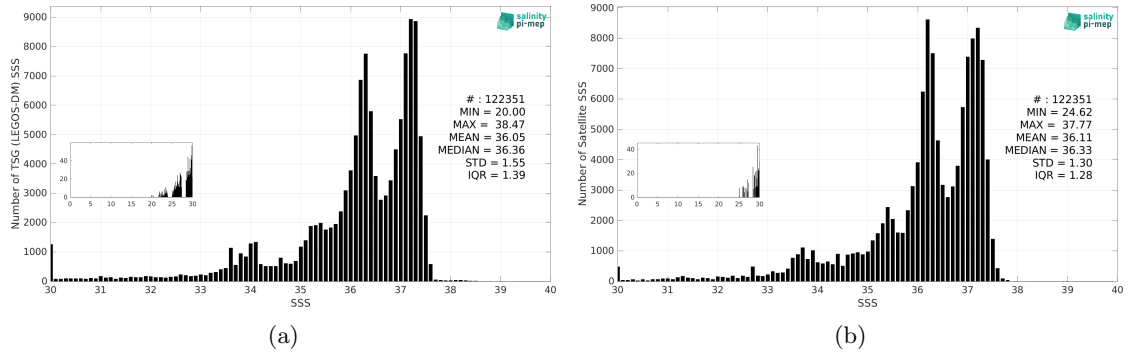 9000
8000
7000
6000
5000
4000
3000
2000
1000
0
Number of TSG (LEGOS-DM) SSS
salinity
pi-mep
# : 122351
MIN = 20.00
MAX = 38.47
MEAN = 36.05
MEDIAN = 36.36
STD = 1.55
IQR = 1.39
40
20
0
0 5 10 15 20 25 30
30 31 32 33 34 35 36 37 38 39 40
SSS
(a)
9000
8000
7000
6000
5000
4000
3000
2000
1000
0
Number of Satellite SSS
salinity
pi-mep
# : 122351
MIN = 24.62
MAX = 37.77
MEAN = 36.11
MEDIAN = 36.33
STD = 1.30
IQR = 1.28
40
20
0
0 5 10 15 20 25 30
30 31 32 33 34 35 36 37 38 39 40
SSS
(b)